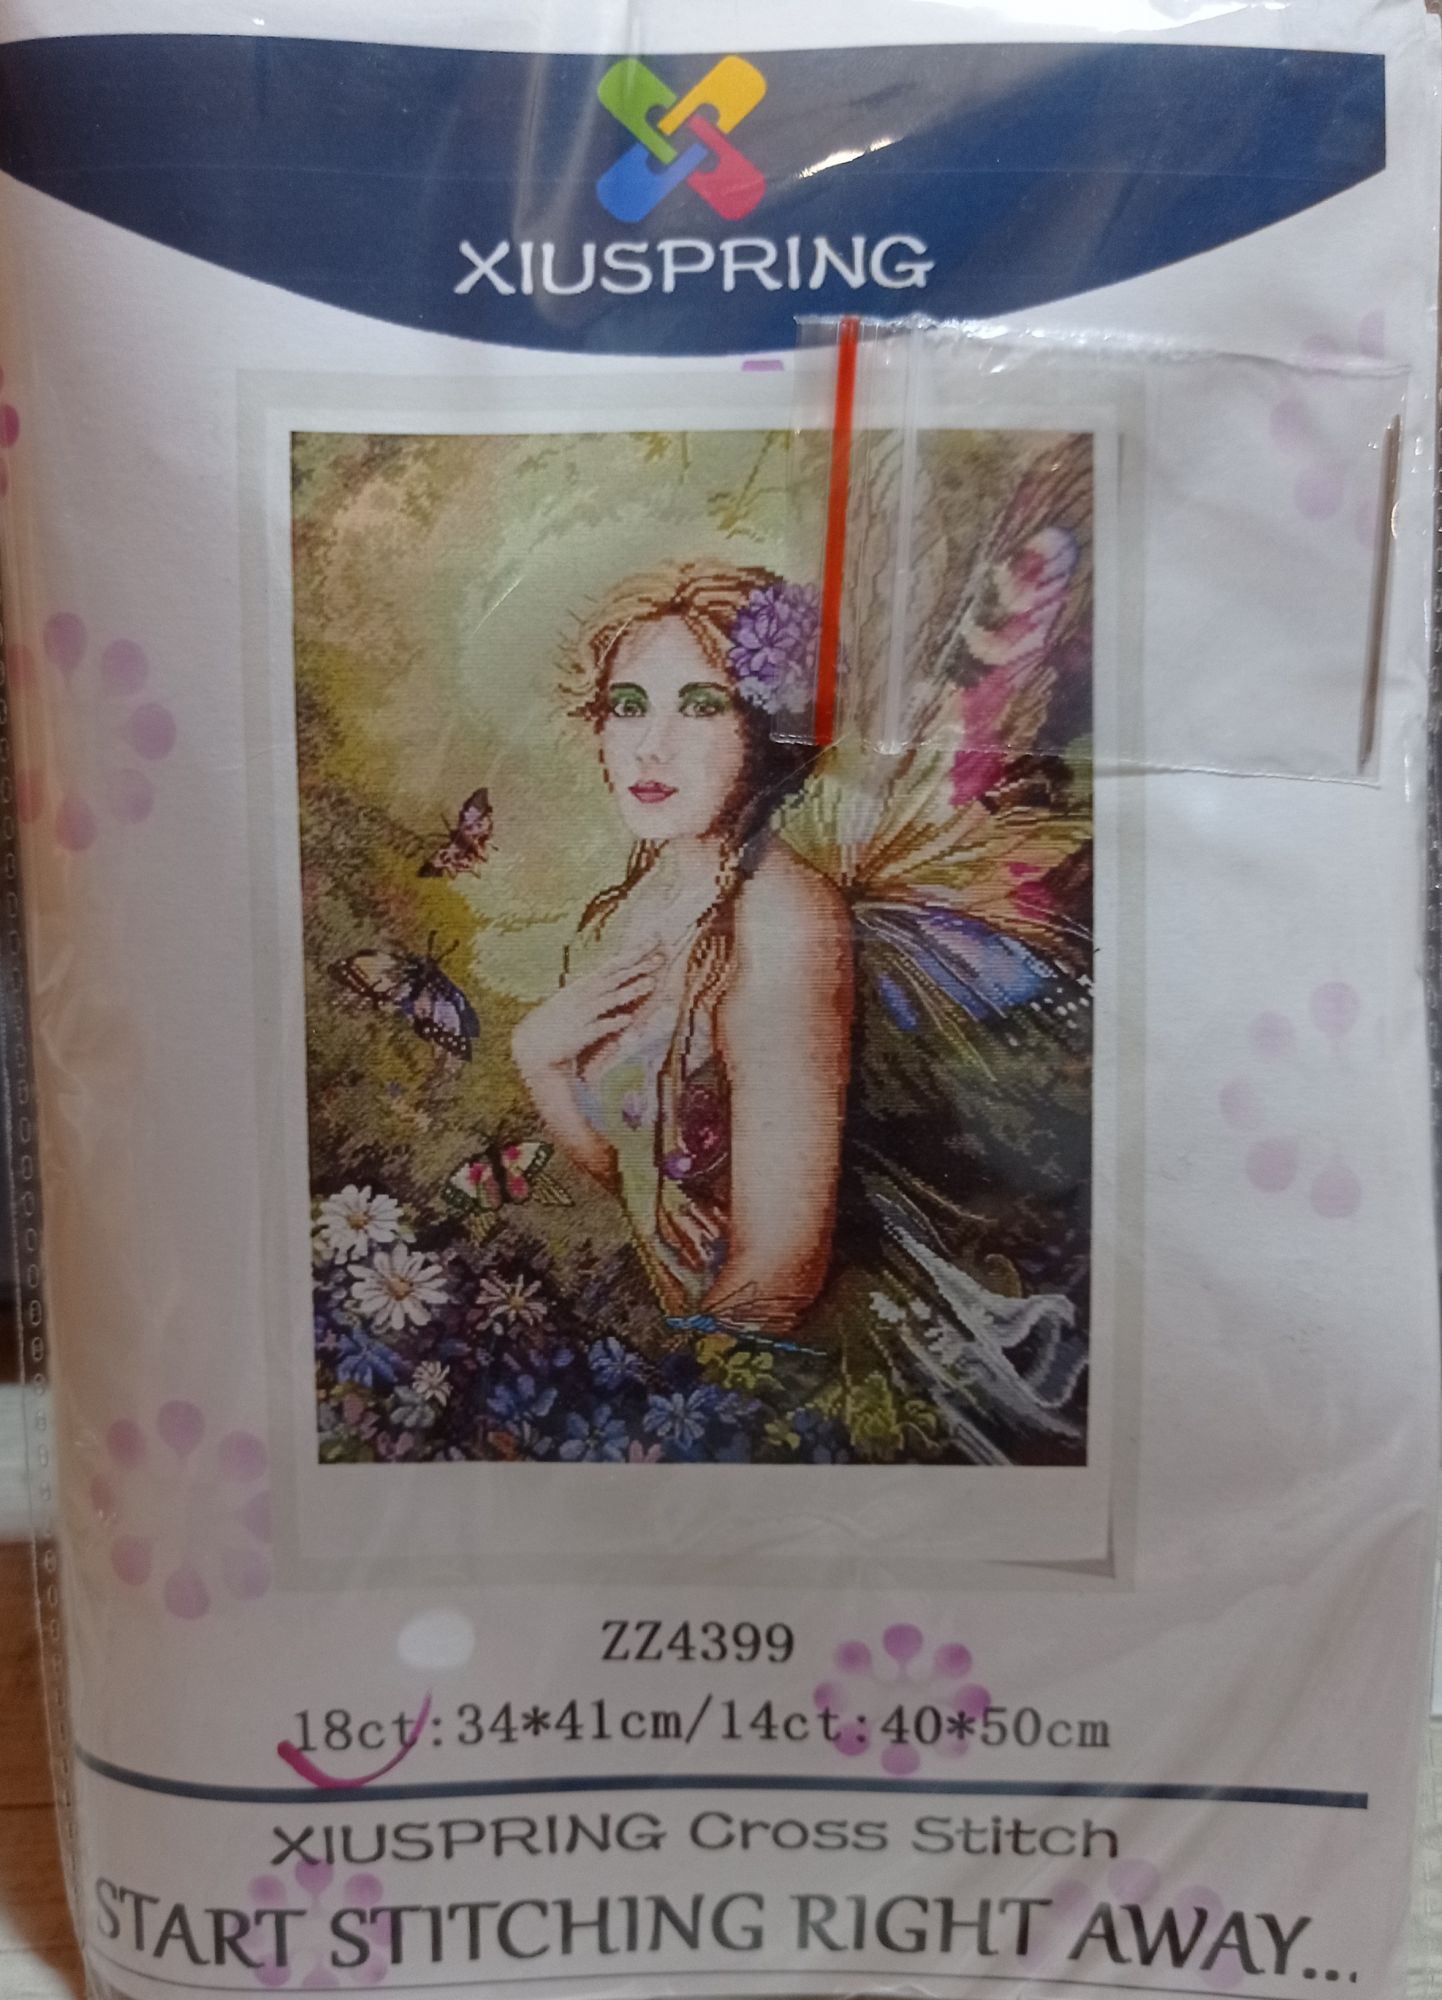 XIUSPRING
ZZ4399
18ct:34*41cm/14ct:40*50cm
XIUSPRING Cross Stitch
START STITCHING RIGHT AWAY...